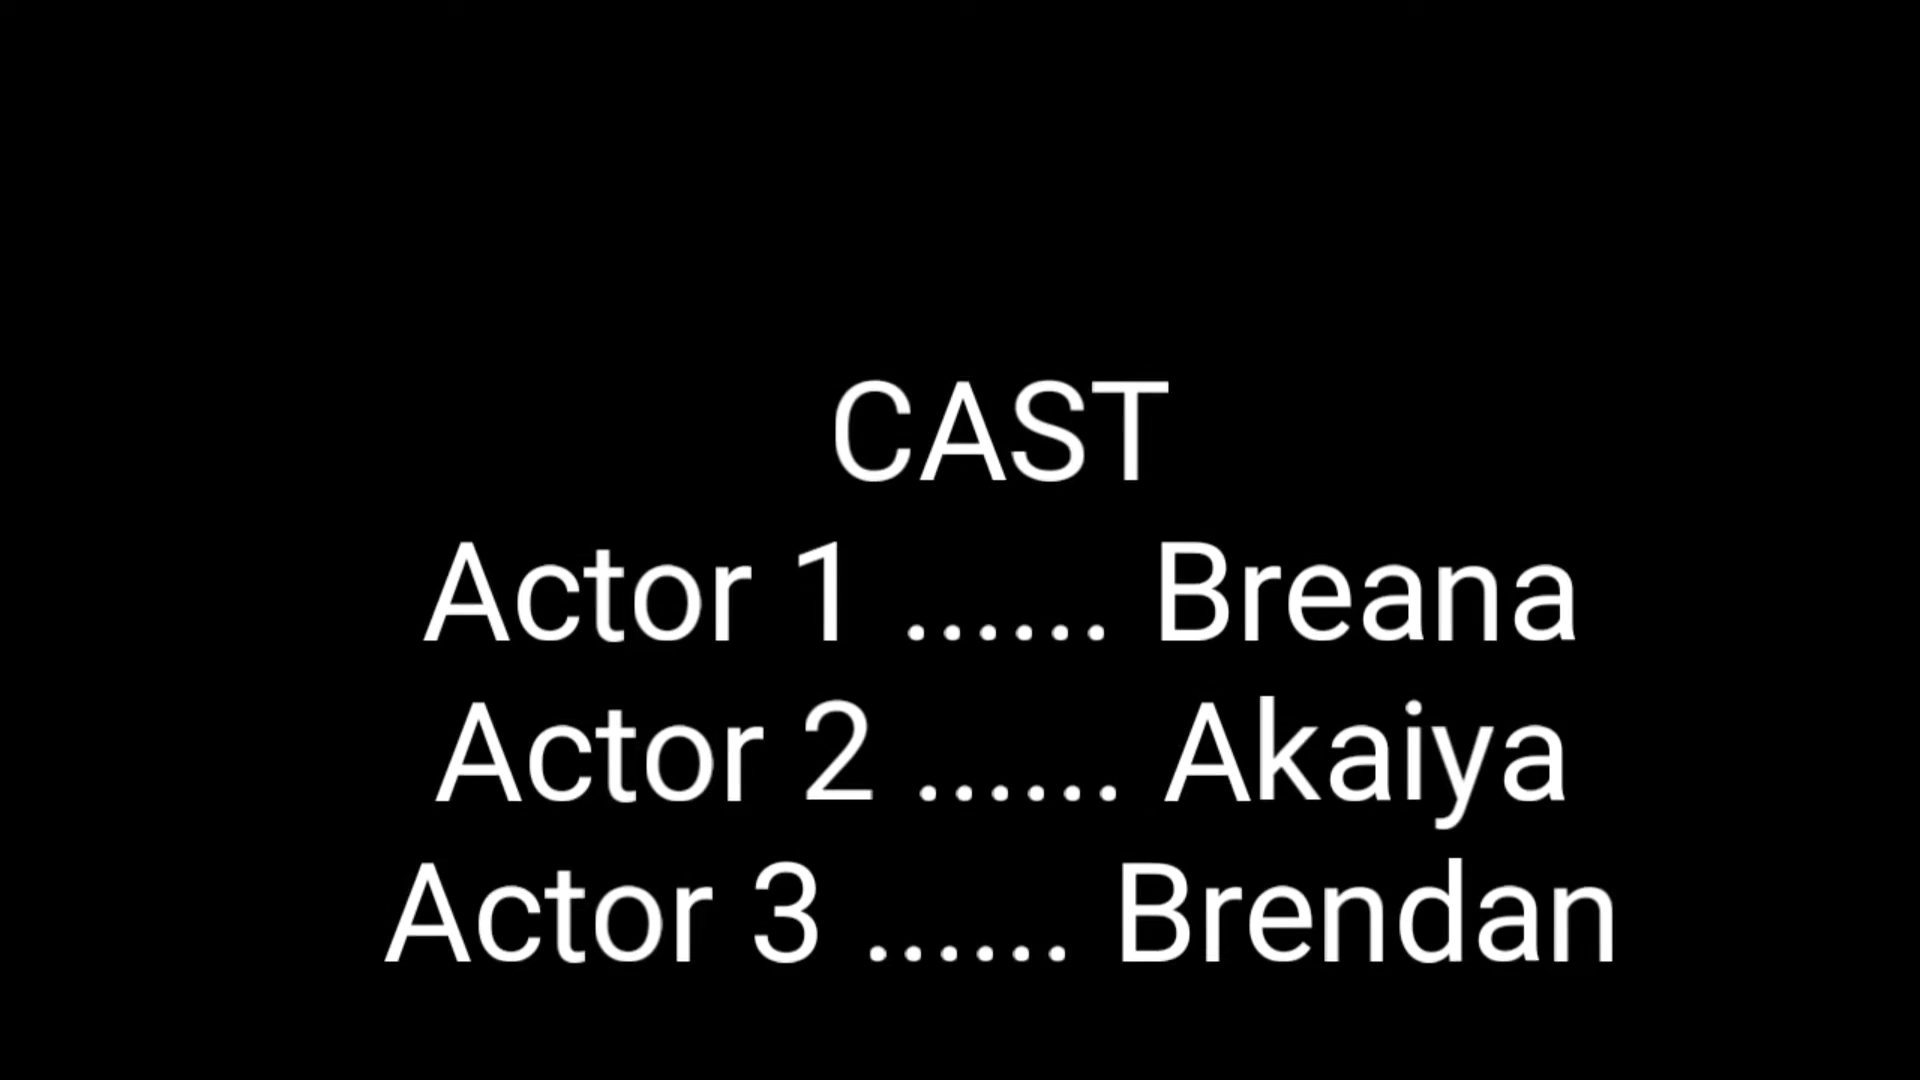 CAST
Actor 1 ...... Breana
Actor 2 ...... Akaiya
Actor 3 ...... Brendan